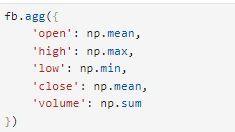 fb.agg({
    'open': np.mean,
    'high': np.max,
    'low': np.min,
    'close': np.mean,
    'volume': np.sum
})